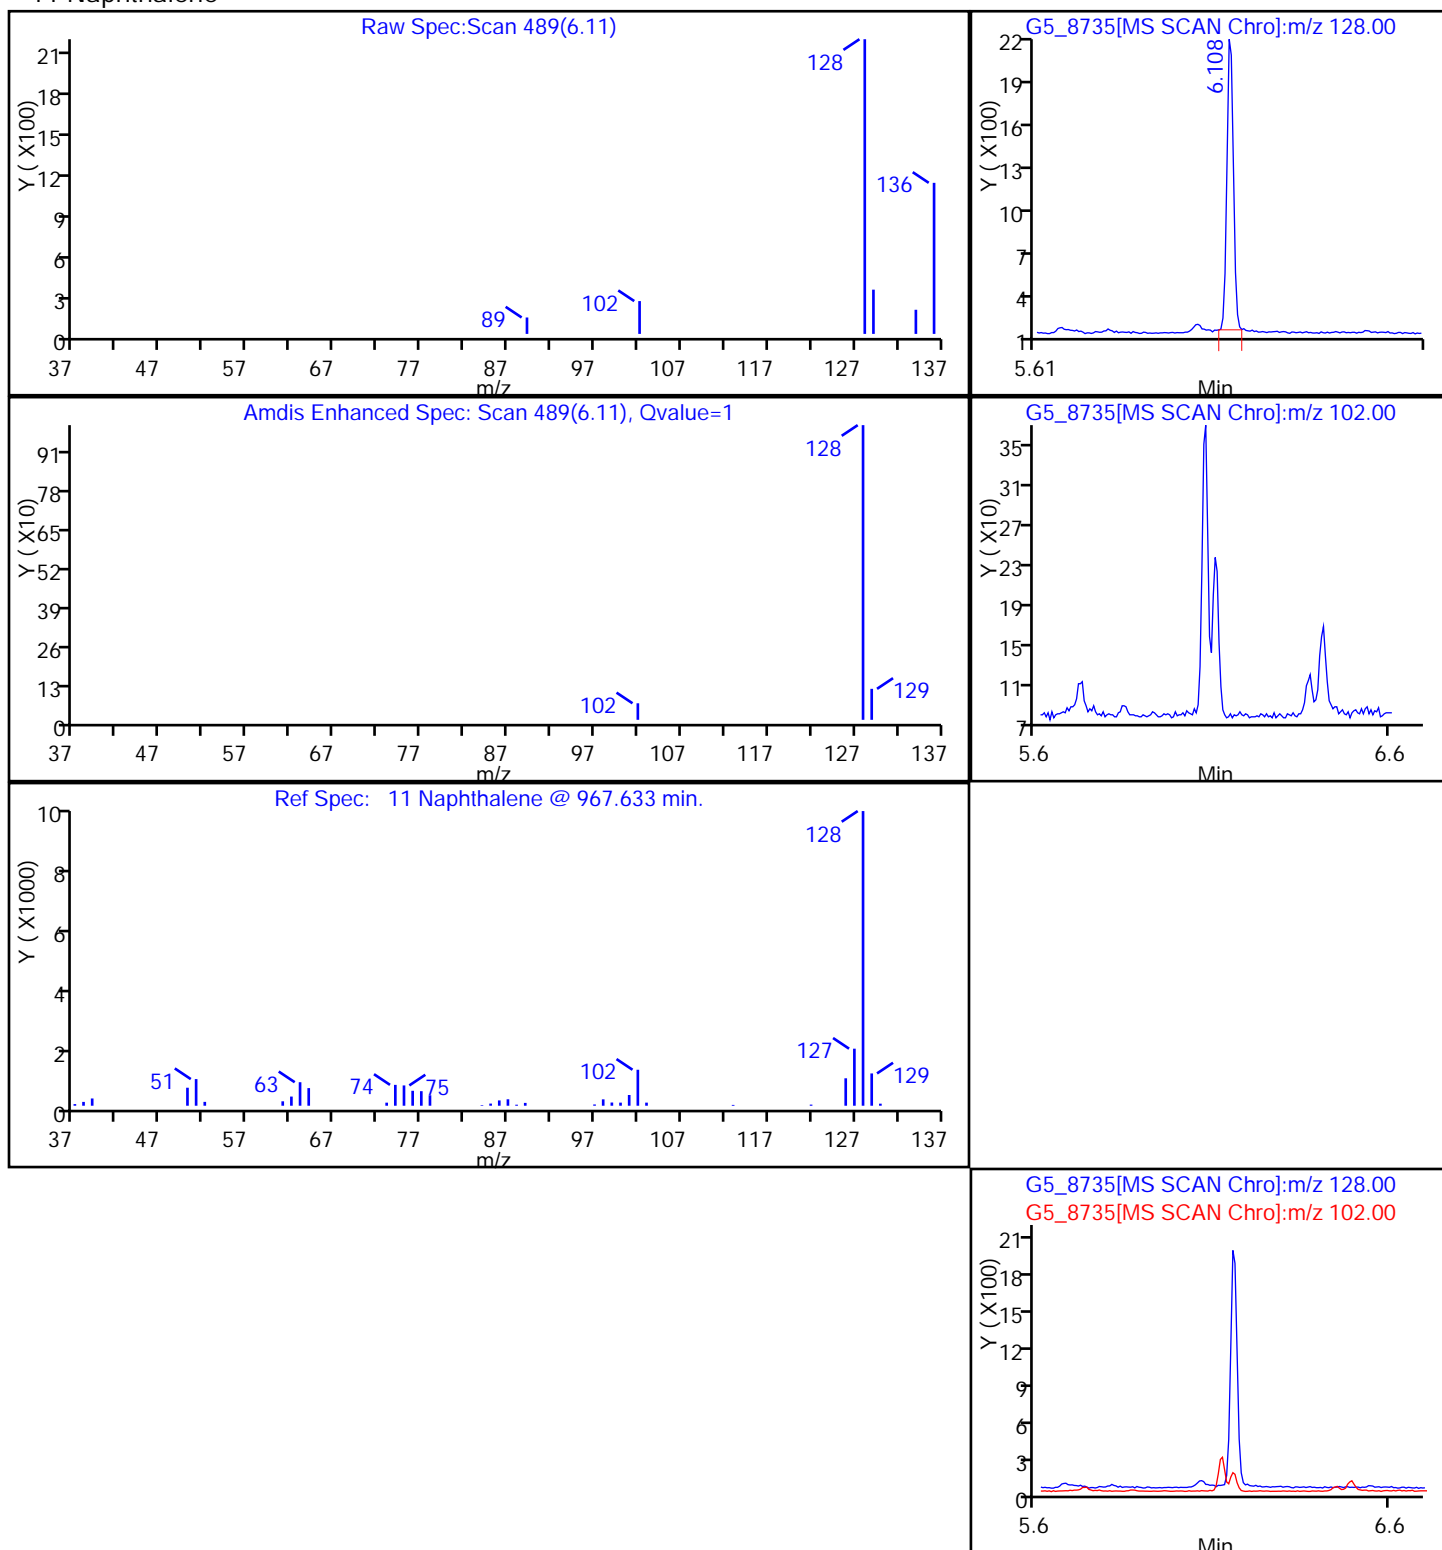 11 Naphthalene
Raw Spec:Scan 489(6.11)
Y ( X100)
21
18
15
12
9
6
3
0
128
136
102
89
37 47 57 67 77 87 97 107 117 127 137
m/z
G5_8735[MS SCAN Chro]:m/z 128.00
Y ( X100)
22
19
16
13
10
7
4
1
6.108
5.61
Min
Amdis Enhanced Spec: Scan 489(6.11), Qvalue=1
Y ( X10)
91
78
65
52
39
26
13
0
128
129
102
37 47 57 67 77 87 97 107 117 127 137
m/z
G5_8735[MS SCAN Chro]:m/z 102.00
Y ( X10)
35
31
27
23
19
15
11
7
5.6 6.6
Min
Ref Spec: 11 Naphthalene @ 967.633 min.
Y ( X1000)
10
8
6
4
2
0
128
127
129
102
51
63
74
75
37 47 57 67 77 87 97 107 117 127 137
m/z
G5_8735[MS SCAN Chro]:m/z 128.00
G5_8735[MS SCAN Chro]:m/z 102.00
Y ( X100)
21
18
15
12
9
6
3
0
5.6 6.6
Min